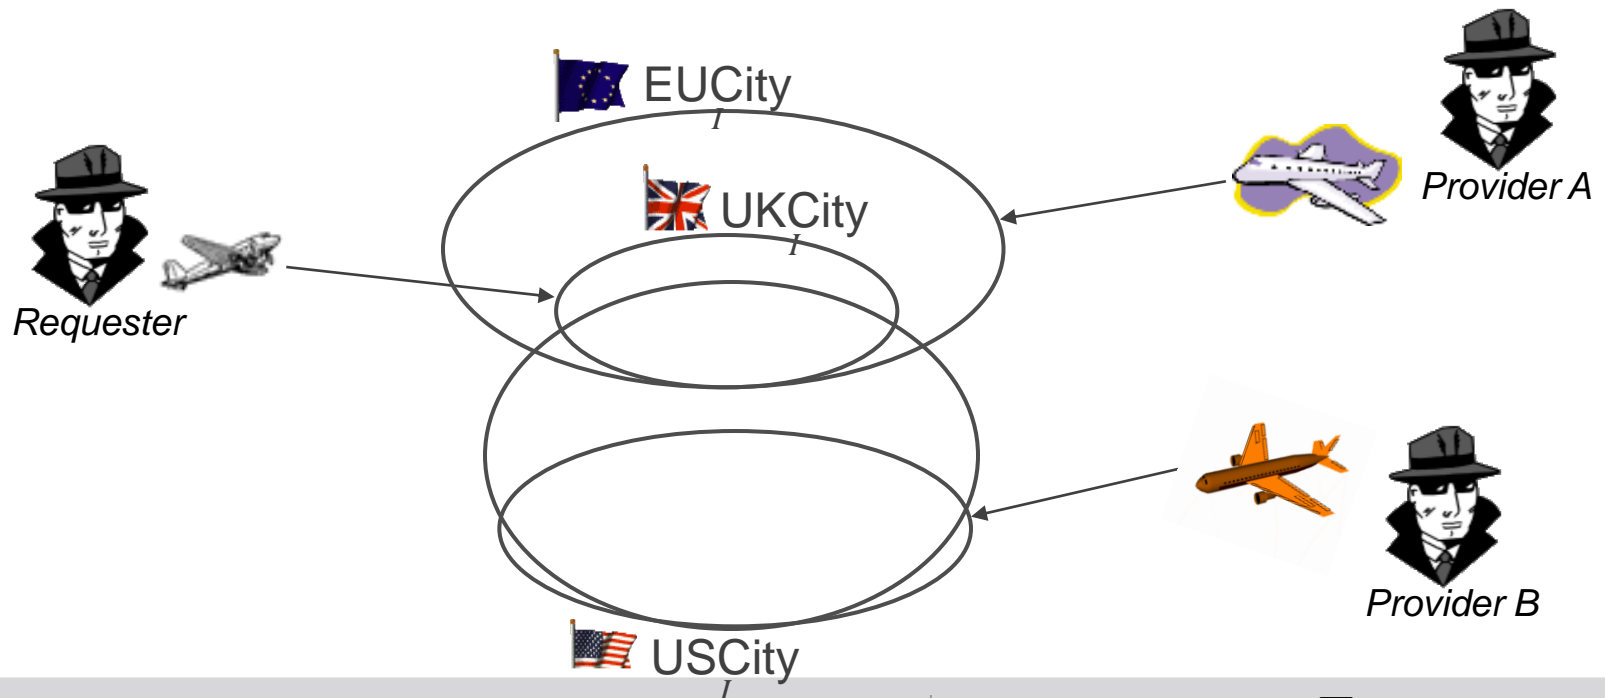 EUCity
I
UKCity
I
Provider A
Requester
Provider B
USCity
I